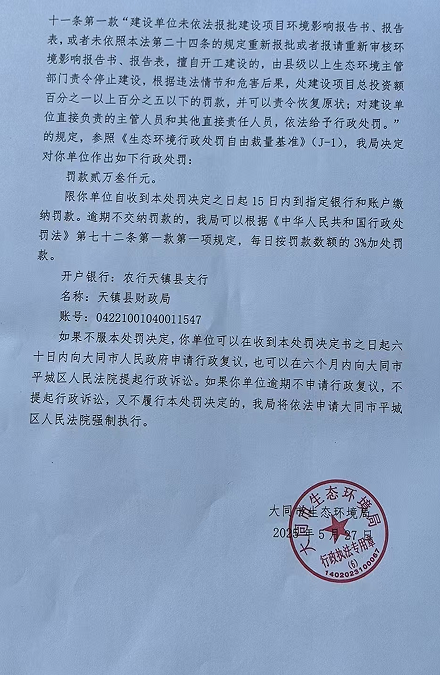 十一条第一款“建设单位未依法报批建设项目环境影响报告书、报告
表，或者未依照本法第二十四条的规定重新报批或者报请重新审核环
境影响报告书、报告表，擅自开工建设的，由县级以上生态环境主管
部门责令停止建设，根据违法情节和危害后果，处建设项目总投资额
百分之一以上百分之五以下的罚款，并可以责令恢复原状；对建设单
位直接负责的主管人员和其他直接责任人员，依法给予行政处罚。”
的规定，参照《生态环境行政处罚自由裁量基准》（J-1），我局决定
对你单位作出如下行政处罚：
罚款贰万叁仟元。
限你单位自收到本处罚决定之日起 15 日内到指定银行和账户缴
纳罚款。逾期不交纳罚款的，我局可以根据《中华人民共和国行政处
罚法》第七十二条第一款第一项规定，每日按罚款数额的 3%加处罚
款。
开户银行：农行天镇县支行
名称：天镇县财政局
账号：04221001040011547
如果不服本处罚决定，你单位可以在收到本处罚决定书之日起六
十日内向大同市人民政府申请行政复议，也可以在六个月内向大同市
平城区人民法院提起行政诉讼。如果你单位逾期不申请行政复议，不
提起行政诉讼，又不履行本处罚决定的，我局将依法申请大同市平城
区人民法院强制执行。
大同市生态环境局
2025 年 5 月 27 日
大同市生态环境局
行政执法专用章
(6)
1402023100067